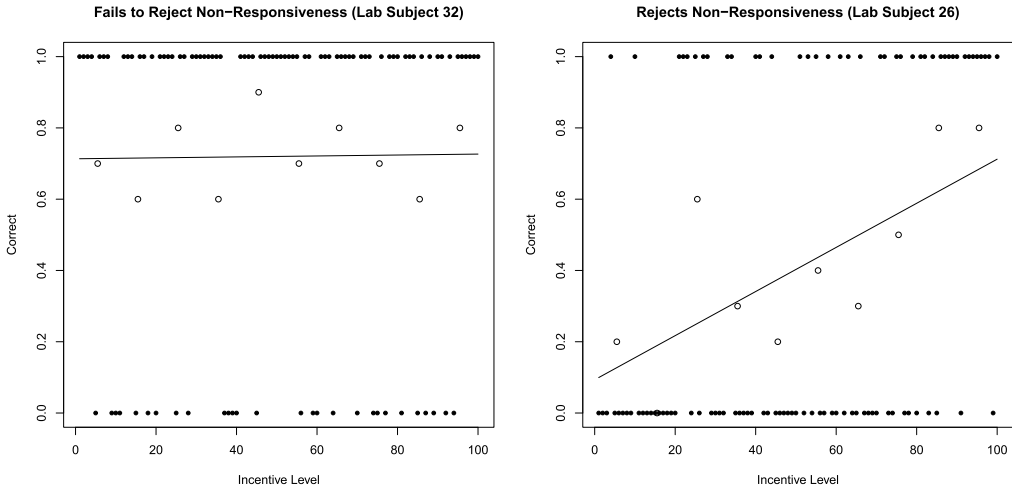 Fails to Reject Non−Responsiveness (Lab Subject 32)
Correct
0.0 0.2 0.4 0.6 0.8 1.0
0 20 40 60 80 100
Incentive Level
Rejects Non−Responsiveness (Lab Subject 26)
Correct
0.0 0.2 0.4 0.6 0.8 1.0
0 20 40 60 80 100
Incentive Level